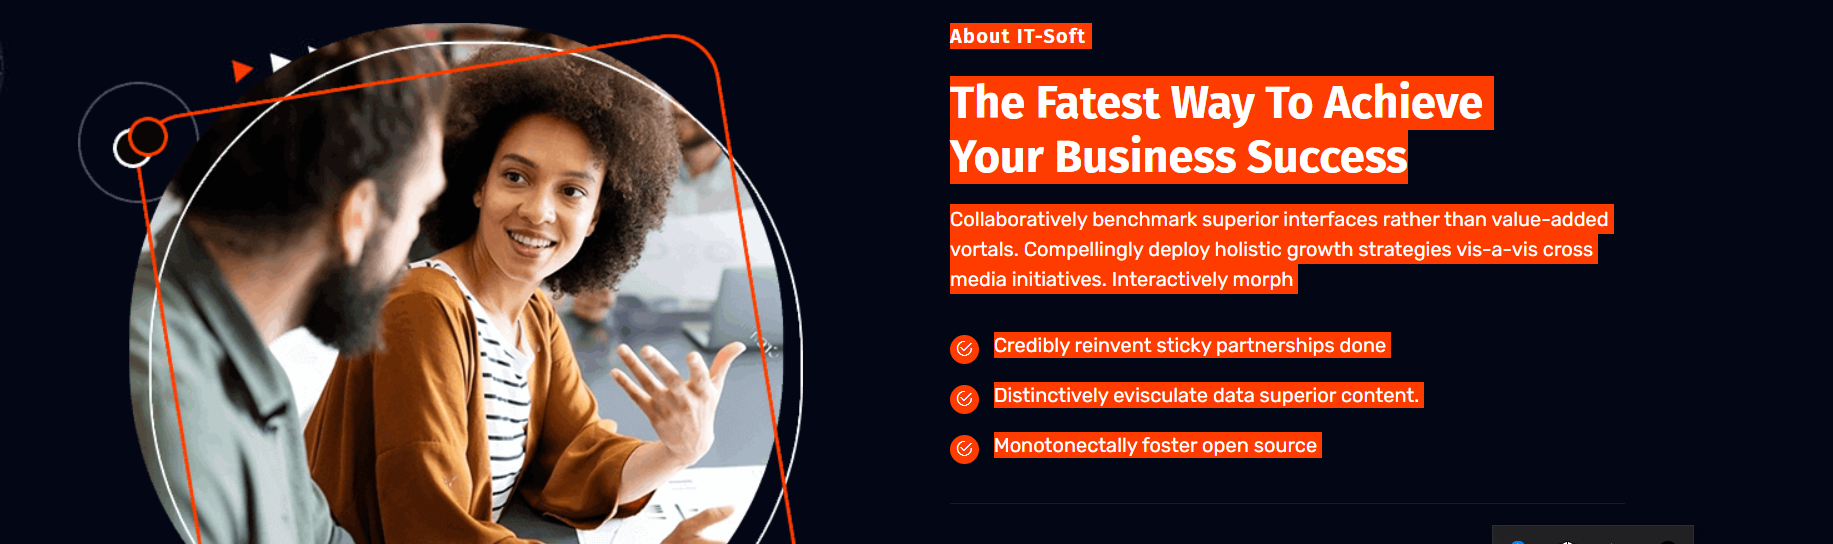 About IT-Soft
The Fatest Way To Achieve
Your Business Success
Collaboratively benchmark superior interfaces rather than value-added
vortals. Compellingly deploy holistic growth strategies vis-a-vis cross
media initiatives. Interactively morph
Credibly reinvent sticky partnerships done
Distinctively evisculate data superior content.
Monotonectally foster open source